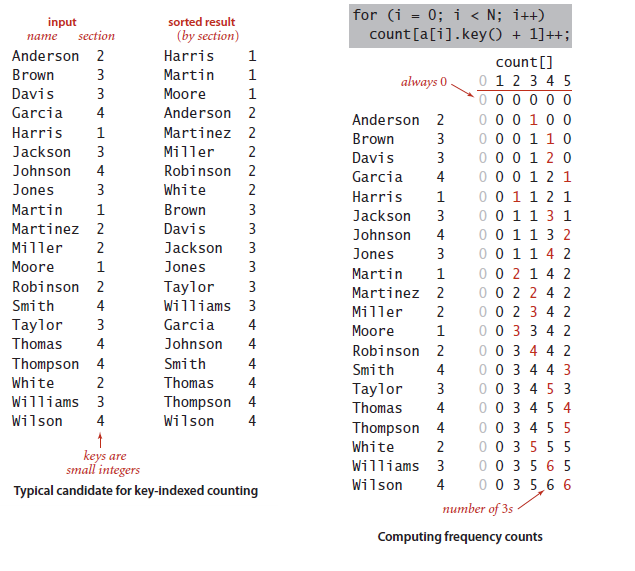 input sorted result
name section (by section)
Anderson 2 Harris 1
Brown 3 Martin 1
Davis 3 Moore 1
Garcia 4 Anderson 2
Harris 1 Martinez 2
Jackson 3 Miller 2
Johnson 4 Robinson 2
Jones 3 White 2
Martin 1 Brown 3
Martinez 2 Davis 3
Miller 2 Jackson 3
Moore 1 Jones 3
Robinson 2 Taylor 3
Smith 4 Williams 3
Taylor 3 Garcia 4
Thomas 4 Johnson 4
Thompson 4 Smith 4
White 2 Thomas 4
Williams 3 Thompson 4
Wilson 4 Wilson 4
keys are
small integers
Typical candidate for key-indexed counting
for (i = 0; i < N; i++)
count[a[i].key() + 1]++;
count[]
always 0 0 1 2 3 4 5
0 0 0 0 0 0
Anderson 2 0 0 0 1 0 0
Brown 3 0 0 0 1 1 0
Davis 3 0 0 0 1 2 0
Garcia 4 0 0 0 1 2 1
Harris 1 0 0 1 1 2 1
Jackson 3 0 0 1 1 3 1
Johnson 4 0 0 1 1 3 2
Jones 3 0 0 1 1 4 2
Martin 1 0 0 2 1 4 2
Martinez 2 0 0 2 2 4 2
Miller 2 0 0 2 3 4 2
Moore 1 0 0 3 3 4 2
Robinson 2 0 0 3 4 4 2
Smith 4 0 0 3 4 4 3
Taylor 3 0 0 3 4 5 3
Thomas 4 0 0 3 4 5 4
Thompson 4 0 0 3 4 5 5
White 2 0 0 3 5 5 5
Williams 3 0 0 3 5 6 5
Wilson 4 0 0 3 5 6 6
number of 3s
Computing frequency counts